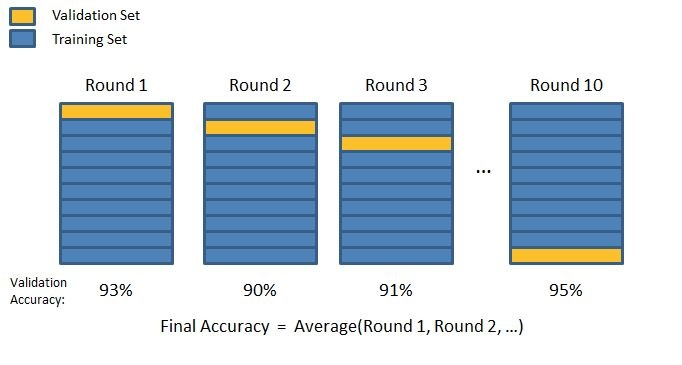 Validation Set
Training Set
Round 1
Round 2
Round 3
Round 10
...
Validation
Accuracy:
93%
90%
91%
95%
Final Accuracy = Average(Round 1, Round 2, ...)